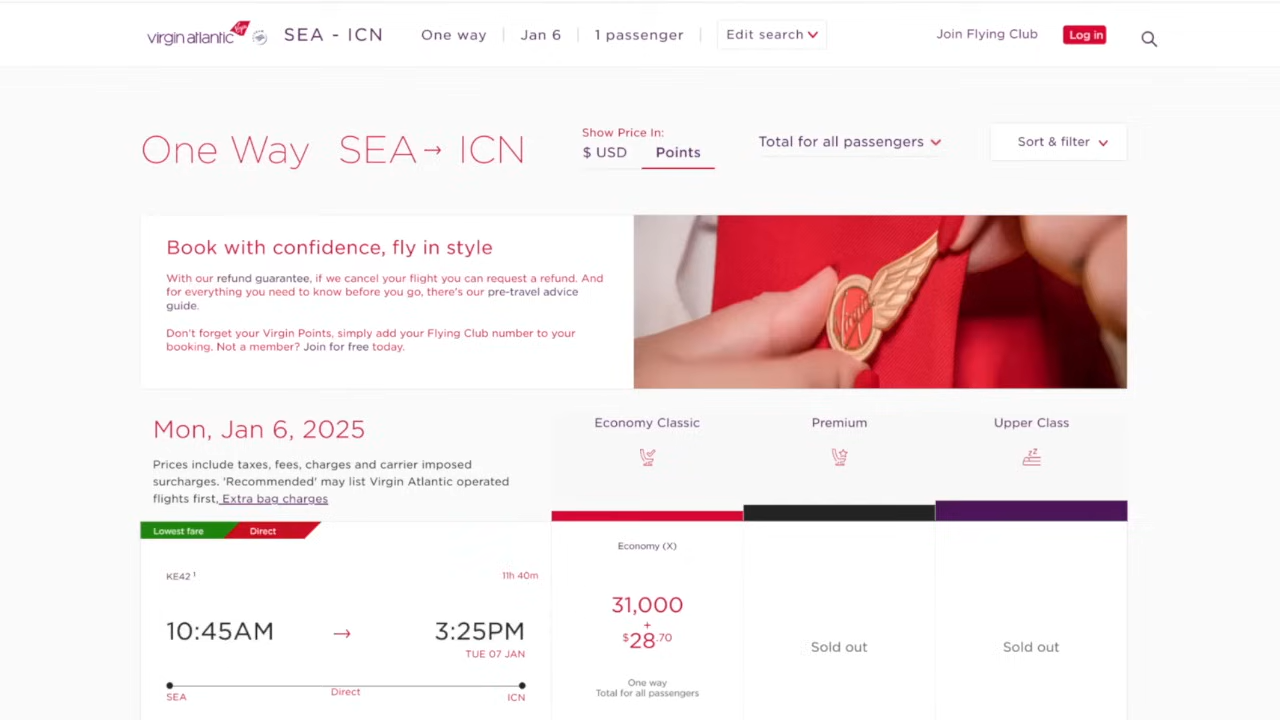 virgin atlantic
SEA - ICN
One way
Jan 6
1 passenger
Edit search
Join Flying Club
Log in
One Way SEA→ ICN
Show Price In:
$ USD
Points
Total for all passengers
Sort & filter
Book with confidence, fly in style
With our refund guarantee, if we cancel your flight you can request a refund. And
for everything you need to know before you go, there's our pre-travel advice
guide.
Don't forget your Virgin Points, simply add your Flying Club number to your
booking. Not a member? Join for free today.
Mon, Jan 6, 2025
Prices include taxes, fees, charges and carrier imposed
surcharges. 'Recommended' may list Virgin Atlantic operated
flights first. Extra bag charges
Economy Classic
Premium
Upper Class
Lowest fare
Direct
KE42 1
11h 40m
10:45AM → 3:25PM
TUE 07 JAN
SEA
Direct
ICN
Economy (X)
31,000
+
$28.70
One way
Total for all passengers
Sold out
Sold out